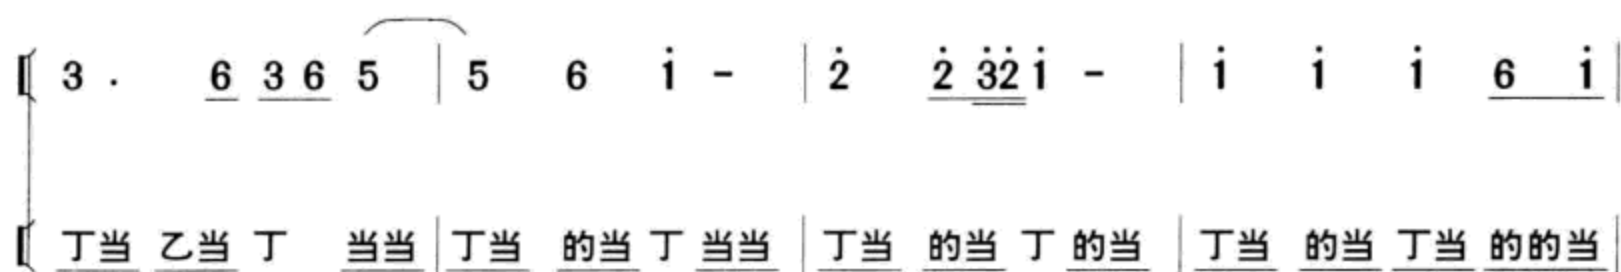 3 · 6 3 6 5 | 5 6 i - | 2̇ 2̇ 3̇2̇ i - | i i i 6 i |
丁当 乙当 丁 当当 | 丁当 的当 丁 当当 | 丁当 的当 丁 的当 | 丁当 的当 丁当 的的当 |